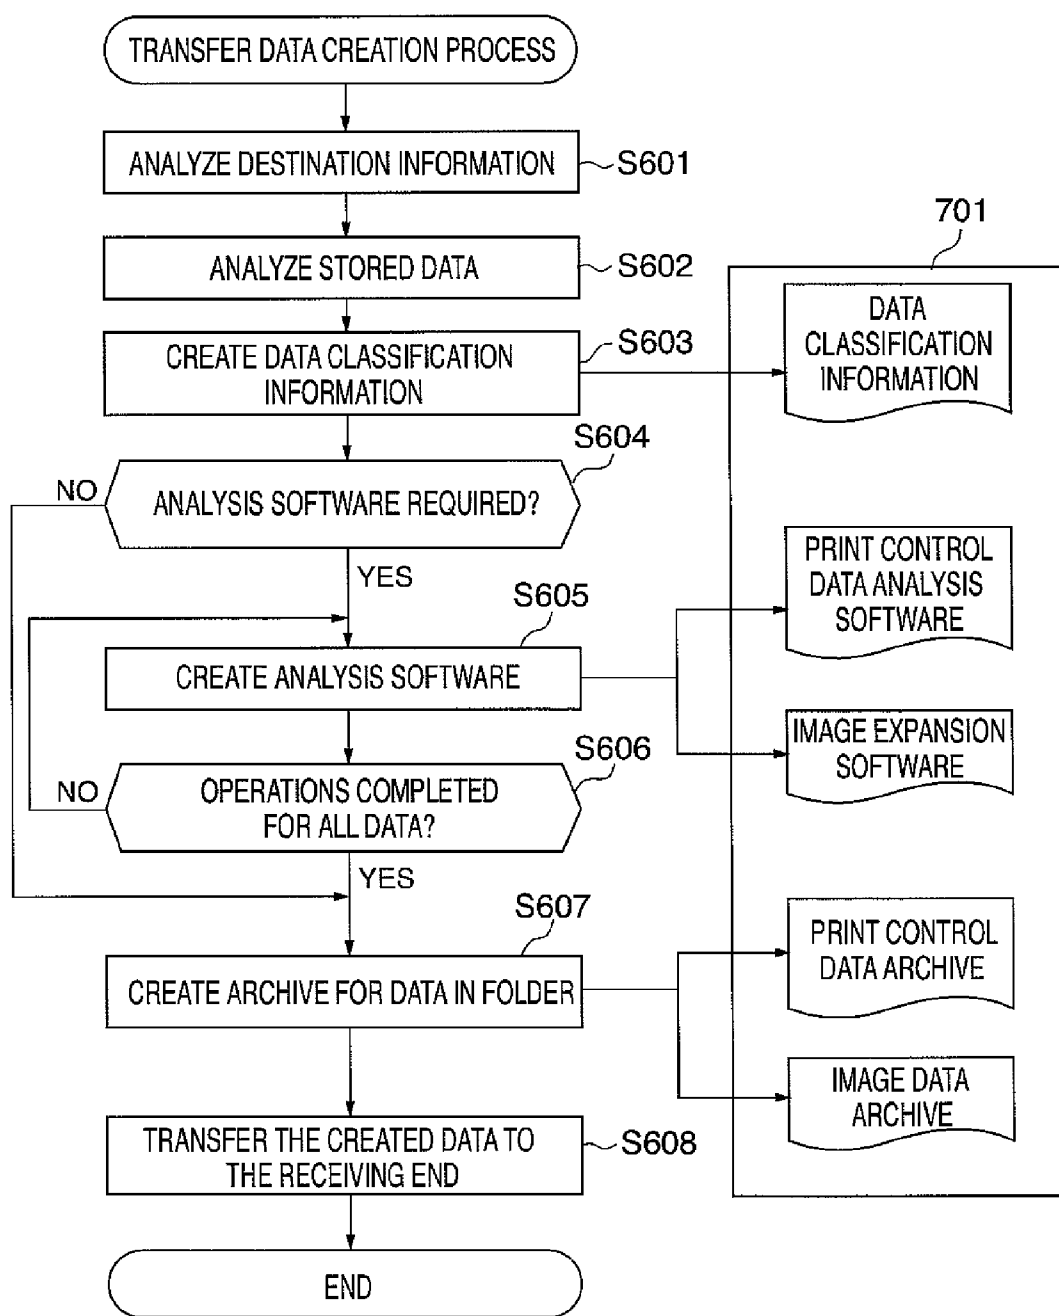 TRANSFER DATA CREATION PROCESS
ANALYZE DESTINATION INFORMATION
S601
ANALYZE STORED DATA
S602
701
CREATE DATA CLASSIFICATION
INFORMATION
S603
DATA
CLASSIFICATION
INFORMATION
S604
NO
ANALYSIS SOFTWARE REQUIRED?
YES
S605
PRINT CONTROL
DATA ANALYSIS
SOFTWARE
CREATE ANALYSIS SOFTWARE
IMAGE EXPANSION
SOFTWARE
S606
NO
OPERATIONS COMPLETED
FOR ALL DATA?
YES
S607
PRINT CONTROL
DATA ARCHIVE
CREATE ARCHIVE FOR DATA IN FOLDER
IMAGE DATA
ARCHIVE
TRANSFER THE CREATED DATA TO
THE RECEIVING END
S608
END